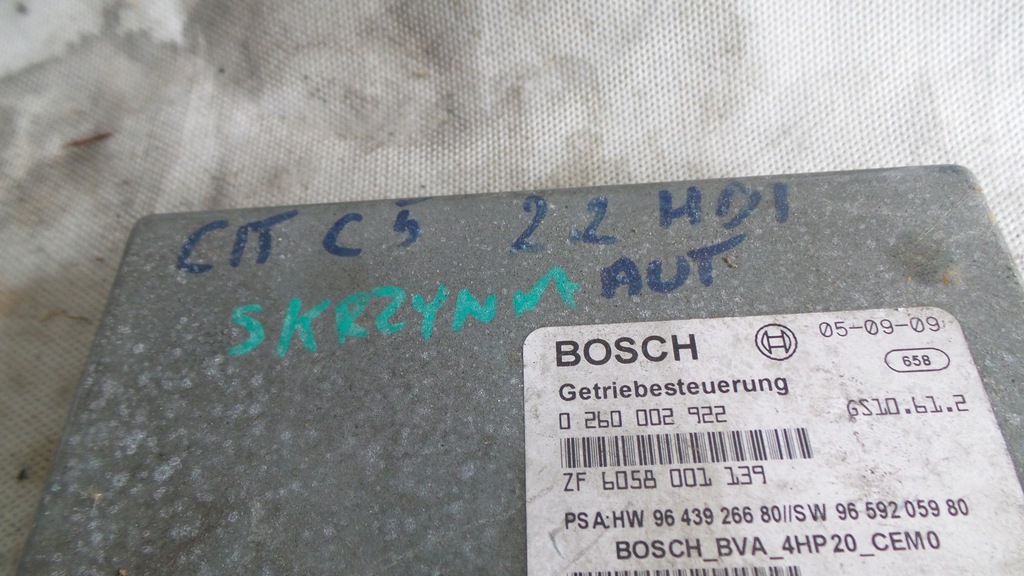 CIT C5 2.2 HDI
SKRZYNKA AUT
BOSCH 05-09-09
658
Getriebesteuerung
0 260 002 922 GS10.61.2
ZF 6058 001 139
PSA:HW 96 439 266 80//SW 96 592 059 80
BOSCH_BVA_4HP20_CEM0